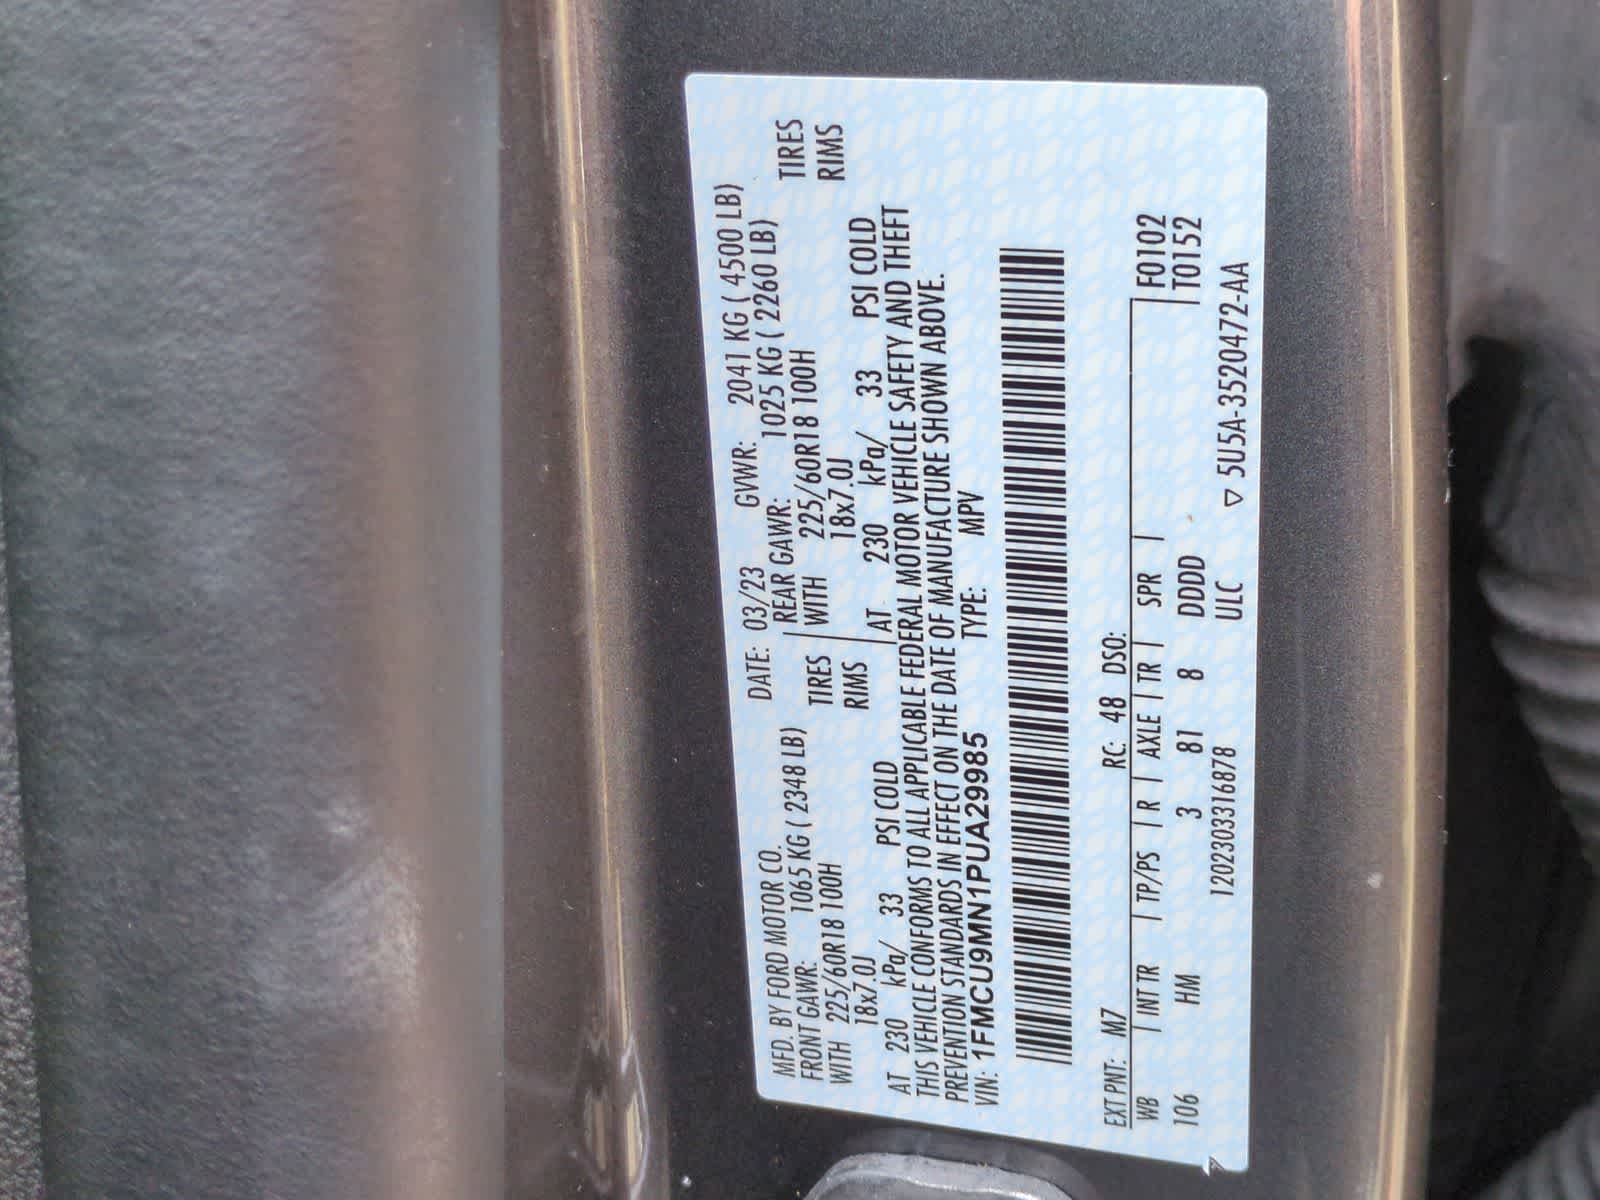 MFD. BY FORD MOTOR CO.
DATE: 03/23 GVWR: 2041 KG ( 4500 LB)
FRONT GAWR: 1065 KG ( 2348 LB) REAR GAWR: 1025 KG ( 2260 LB)
WITH 225/60R18 100H TIRES WITH 225/60R18 100H TIRES
18x7.0J RIMS 18x7.0J RIMS
AT 230 kPa/ 33 PSI COLD AT 230 kPa/ 33 PSI COLD
THIS VEHICLE CONFORMS TO ALL APPLICABLE FEDERAL MOTOR VEHICLE SAFETY AND THEFT
PREVENTION STANDARDS IN EFFECT ON THE DATE OF MANUFACTURE SHOWN ABOVE.
VIN: 1FMCU9MN1PUA29985 TYPE: MPV
EXT PNT: M7 RC: 48 DSO:
WB | INT TR | TP/PS | R | AXLE | TR | SPR | F0102
106 HM 3 81 8 DDDD T0152
1202303316878 ULC ▽ 5U5A-3520472-AA